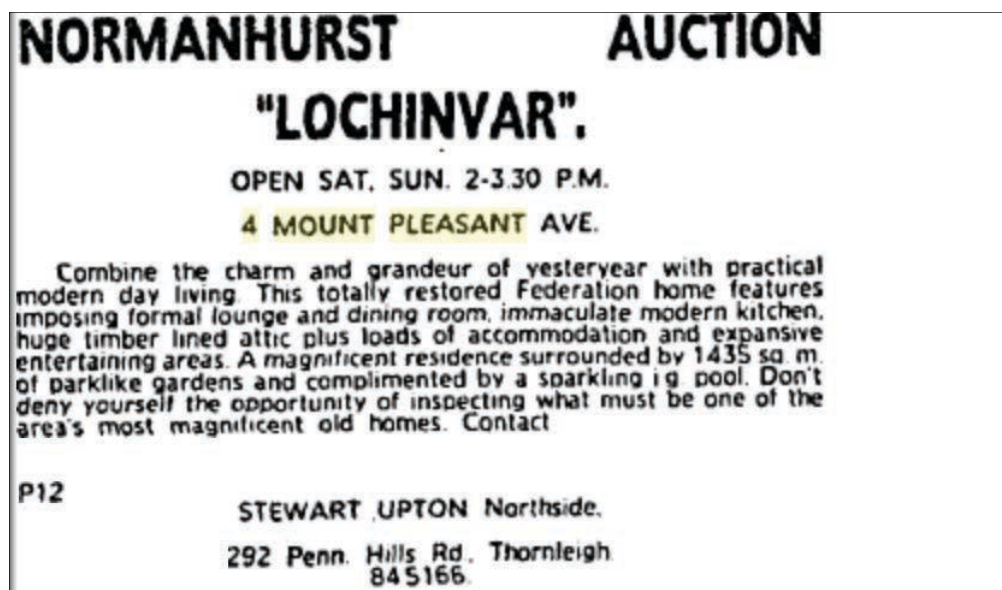 NORMANHURST AUCTION
"LOCHINVAR".
OPEN SAT, SUN. 2-3.30 P.M.
4 MOUNT PLEASANT AVE.
Combine the charm and grandeur of yesteryear with practical
modern day living. This totally restored Federation home features
imposing formal lounge and dining room, immaculate modern kitchen,
huge timber lined attic plus loads of accommodation and expansive
entertaining areas. A magnificent residence surrounded by 1435 sq. m.
of parklike gardens and complimented by a sparkling i g pool. Don't
deny yourself the opportunity of inspecting what must be one of the
area's most magnificent old homes. Contact
P12
STEWART UPTON Northside.
292 Penn. Hills Rd., Thornleigh
845166.